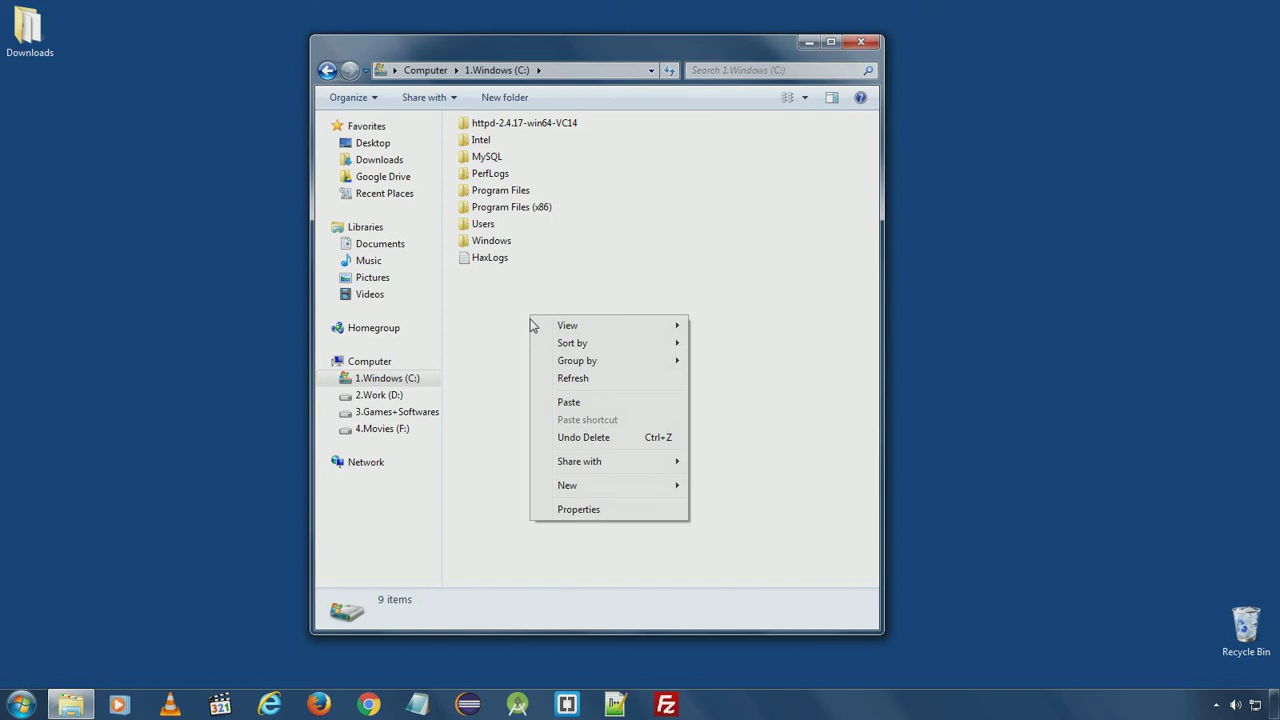 Downloads
Computer
1.Windows (C:)
Search 1.Windows (C:)
Organize
Share with
New folder
Favorites
Desktop
Downloads
Google Drive
Recent Places
Libraries
Documents
Music
Pictures
Videos
Homegroup
Computer
1.Windows (C:)
2.Work (D:)
3.Games+Softwares
4.Movies (F:)
Network
httpd-2.4.17-win64-VC14
Intel
MySQL
PerfLogs
Program Files
Program Files (x86)
Users
Windows
HaxLogs
View
Sort by
Group by
Refresh
Paste
Paste shortcut
Undo Delete Ctrl+Z
Share with
New
Properties
9 items
Recycle Bin
321
Fz